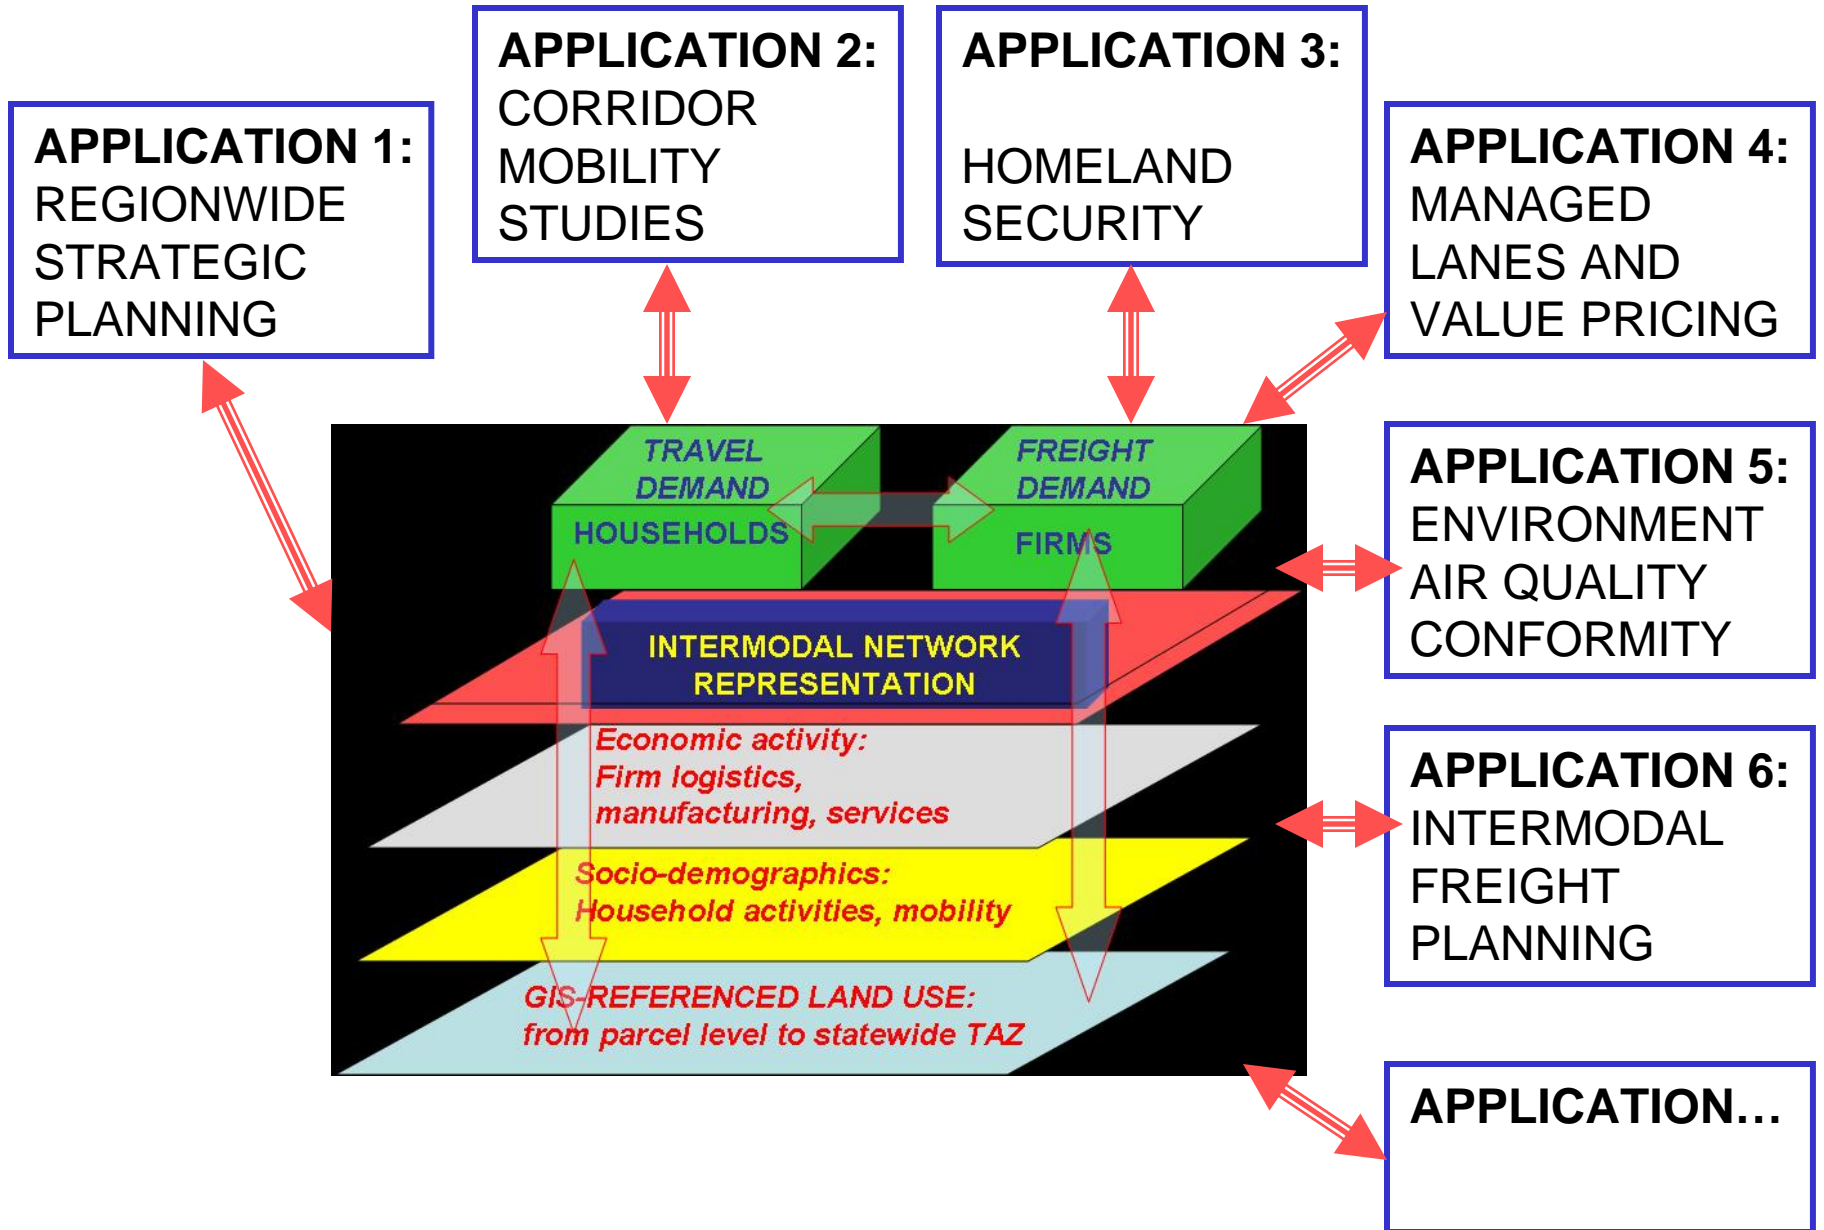 APPLICATION 1:
REGIONWIDE
STRATEGIC
PLANNING
APPLICATION 2:
CORRIDOR
MOBILITY
STUDIES
APPLICATION 3:
HOMELAND
SECURITY
APPLICATION 4:
MANAGED
LANES AND
VALUE PRICING
TRAVEL
DEMAND
HOUSEHOLDS
FREIGHT
DEMAND
FIRMS
INTERMODAL NETWORK
REPRESENTATION
Economic activity:
Firm logistics,
manufacturing, services
Socio-demographics:
Household activities, mobility
GIS-REFERENCED LAND USE:
from parcel level to statewide TAZ
APPLICATION 5:
ENVIRONMENT
AIR QUALITY
CONFORMITY
APPLICATION 6:
INTERMODAL
FREIGHT
PLANNING
APPLICATION…